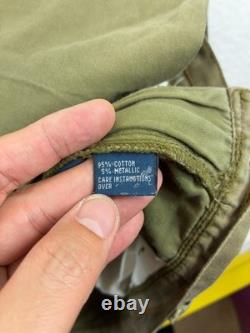 95% COTTON
5% METALLIC
CARE INSTRUCTIONS
OVER